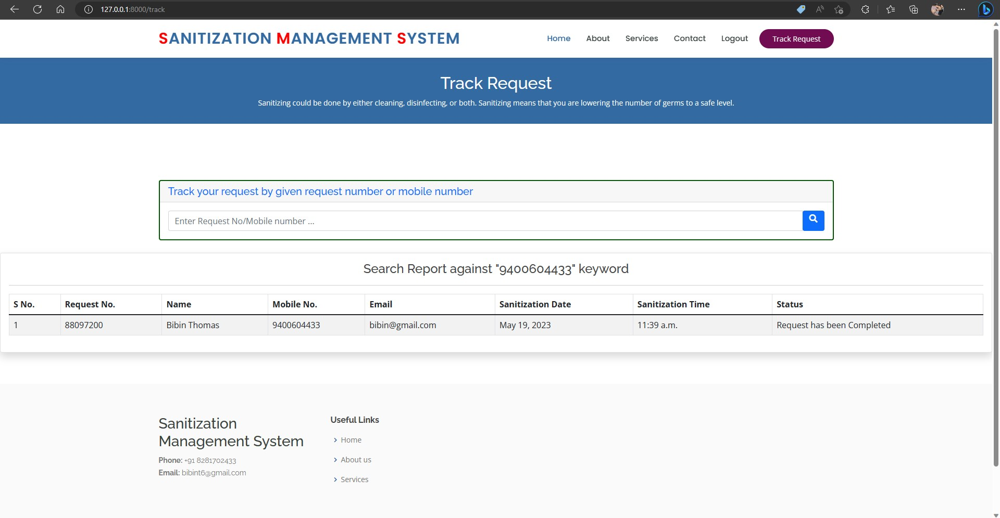 127.0.0.1:8000/track
SANITIZATION MANAGEMENT SYSTEM
Home About Services Contact Logout Track Request
Track Request
Sanitizing could be done by either cleaning, disinfecting, or both. Sanitizing means that you are lowering the number of germs to a safe level.
Track your request by given request number or mobile number
Enter Request No/Mobile number ...
Search Report against "9400604433" keyword
S No. Request No. Name Mobile No. Email Sanitization Date Sanitization Time Status
1 88097200 Bibin Thomas 9400604433 bibin@gmail.com May 19, 2023 11:39 a.m. Request has been Completed
Sanitization
Management System
Phone: +91 8281702433
Email: bibint6@gmail.com
Useful Links
Home
About us
Services